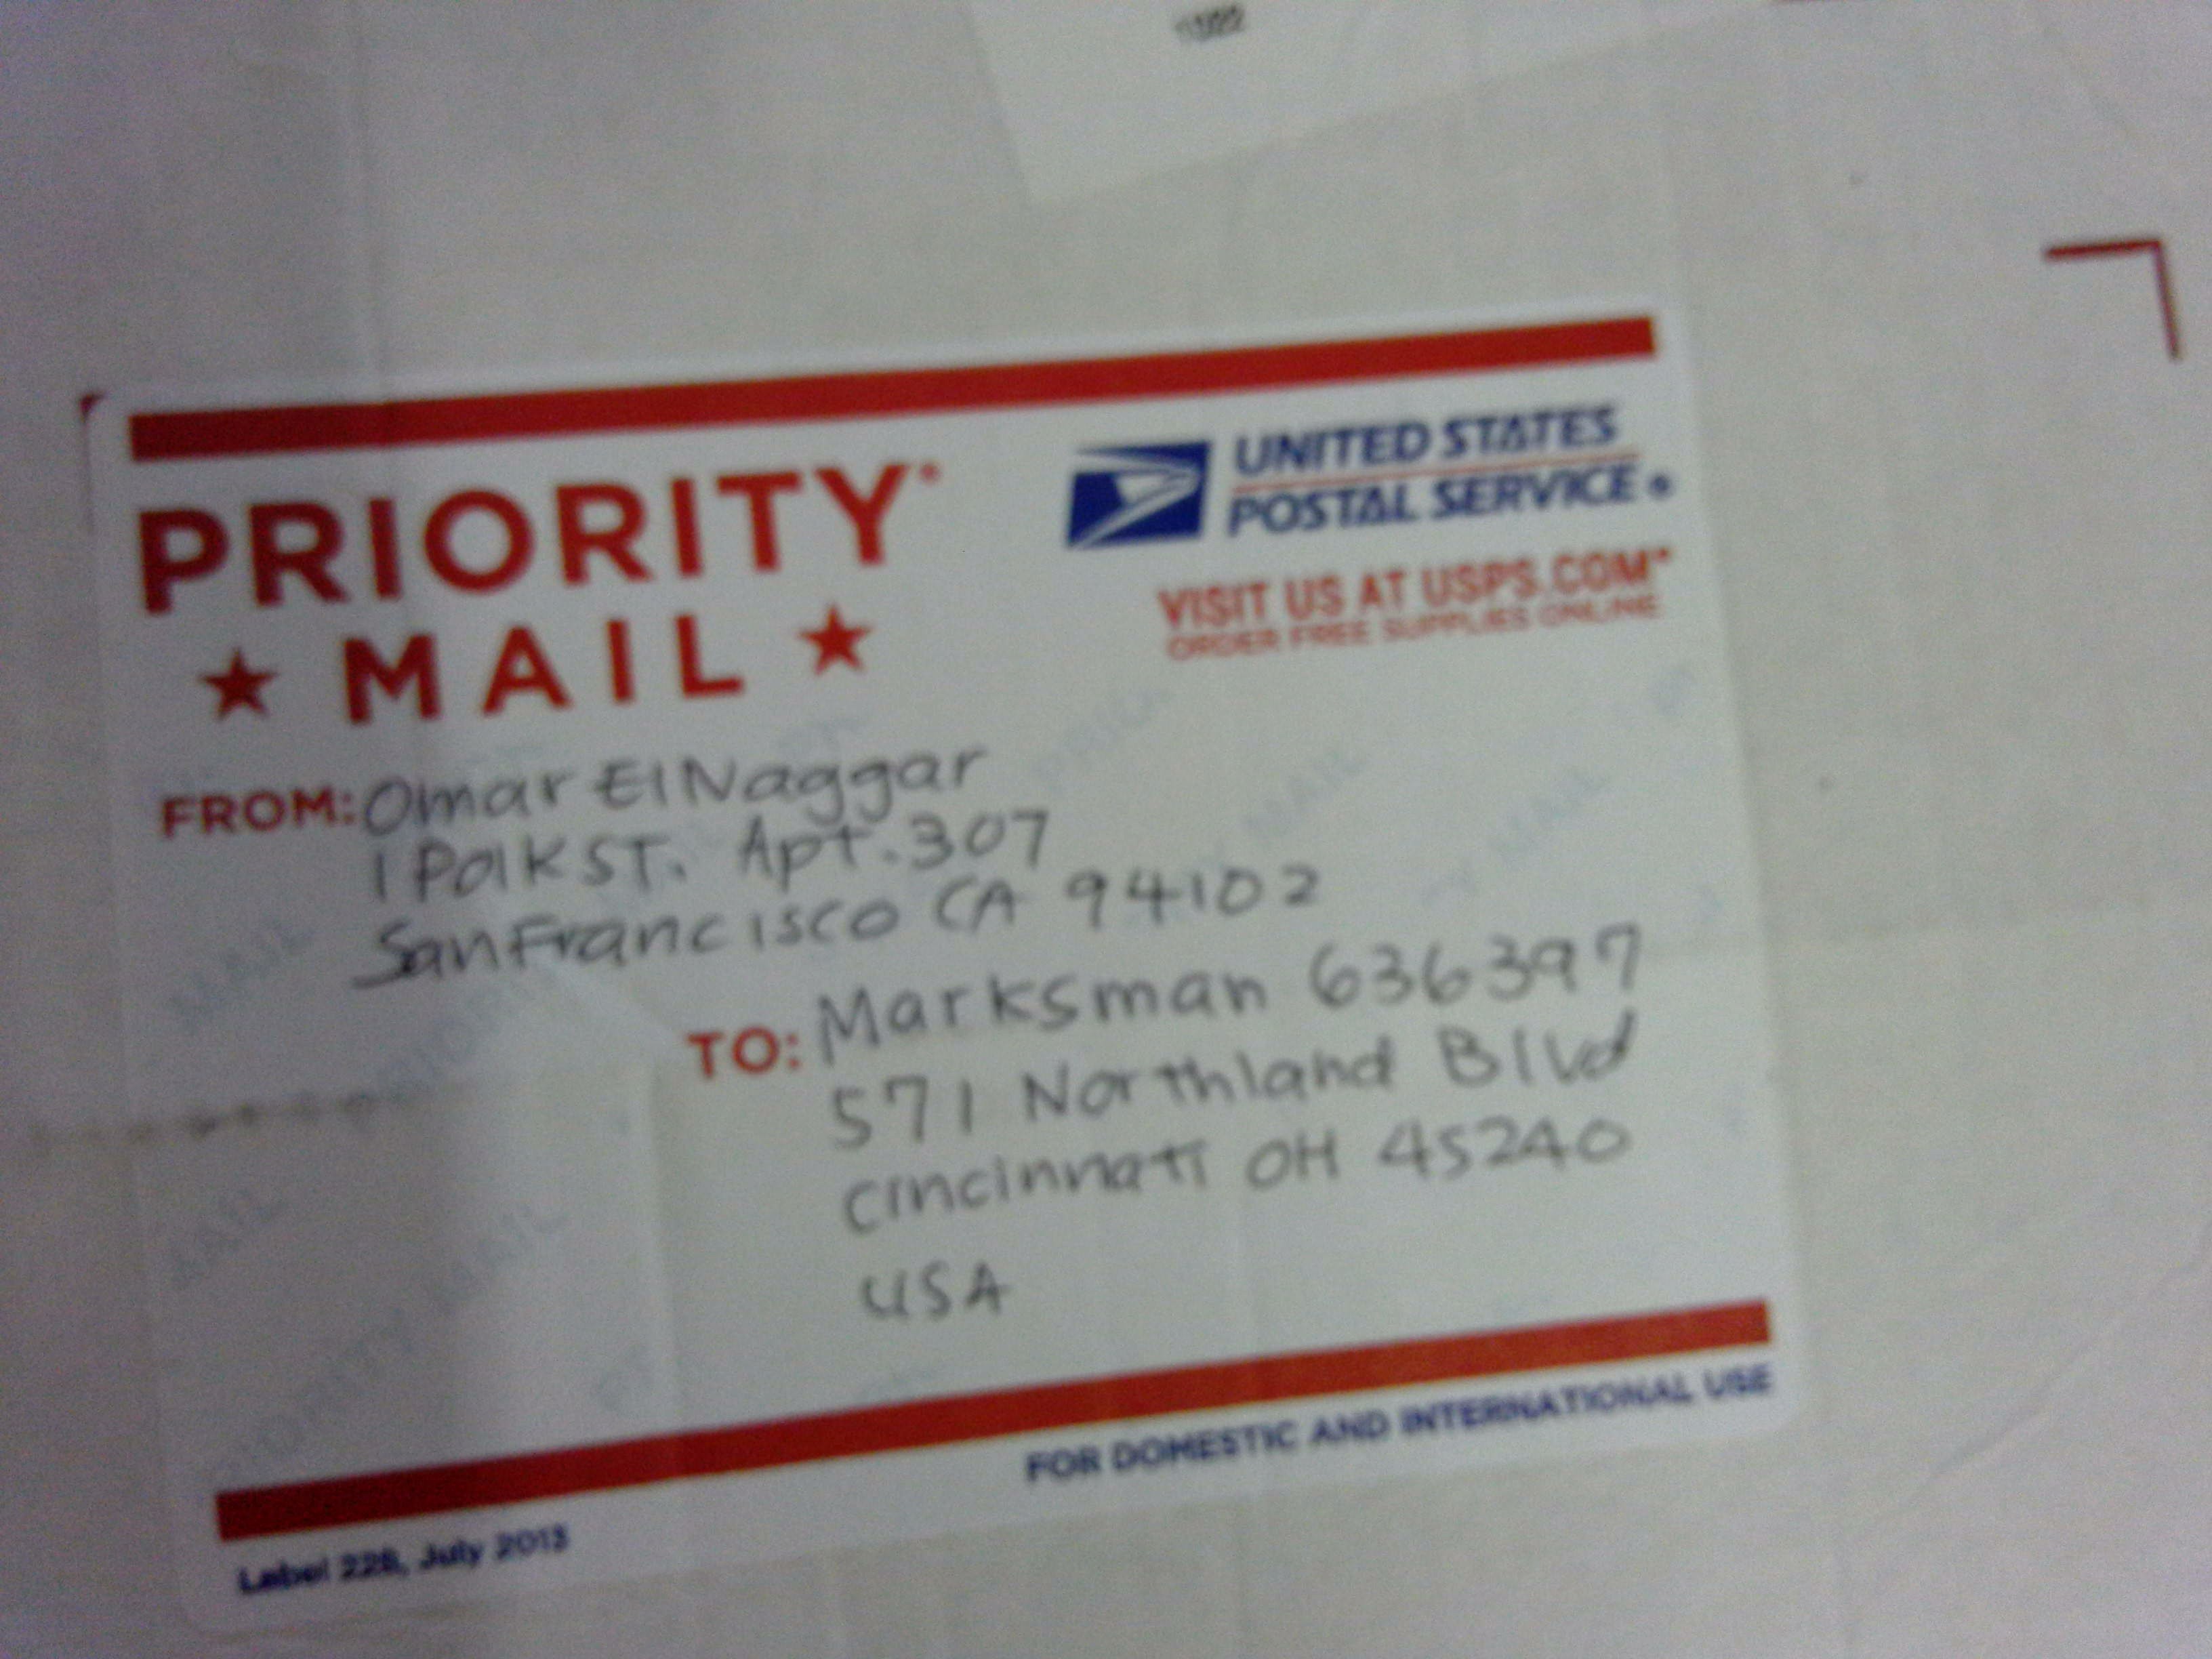 PRIORITY®
★ MAIL ★
UNITED STATES
POSTAL SERVICE®
VISIT US AT USPS.COM®
ORDER FREE SUPPLIES ONLINE
FROM: Omar ElNaggar
1 Polk ST. Apt. 307
San Francisco CA 94102
TO: Marksman 636397
571 Northland Blvd
Cincinnati OH 45240
USA
FOR DOMESTIC AND INTERNATIONAL USE
Label 228, July 2013